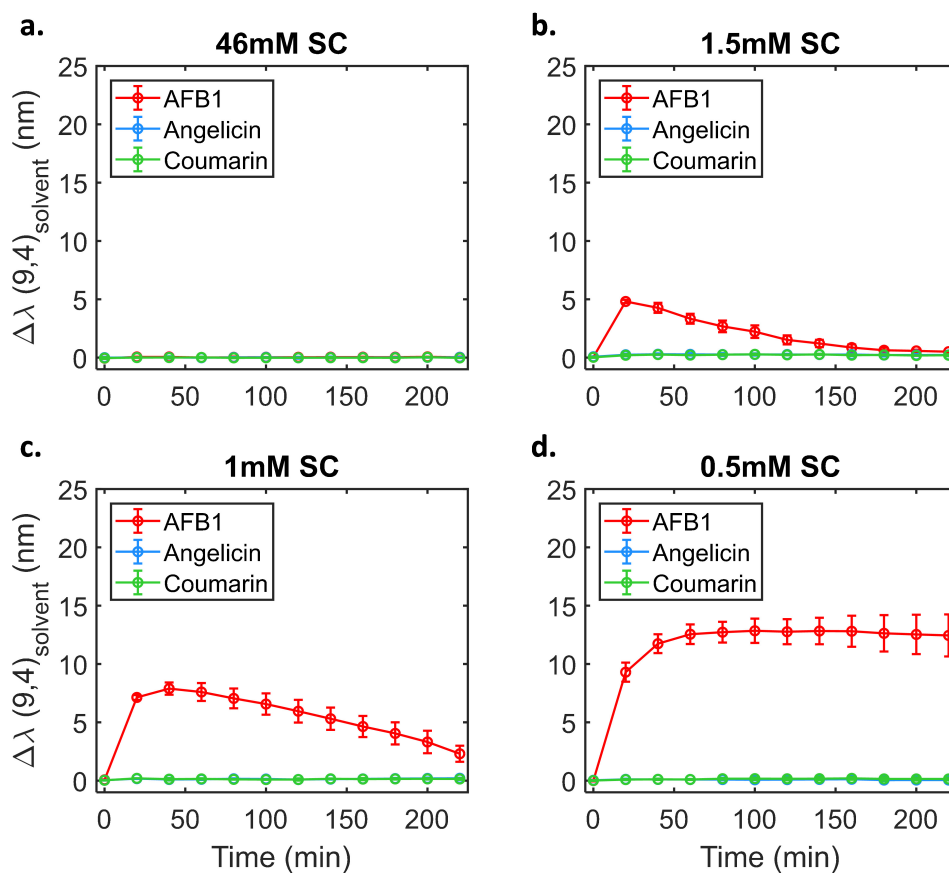 a.
46mM SC
25
20
15
10
5
0
Δλ (9,4)solvent (nm)
AFB1
Angelicin
Coumarin
0 50 100 150 200
b.
1.5mM SC
25
20
15
10
5
0
AFB1
Angelicin
Coumarin
0 50 100 150 200
c.
1mM SC
25
20
15
10
5
0
Δλ (9,4)solvent (nm)
AFB1
Angelicin
Coumarin
0 50 100 150 200
Time (min)
d.
0.5mM SC
25
20
15
10
5
0
AFB1
Angelicin
Coumarin
0 50 100 150 200
Time (min)